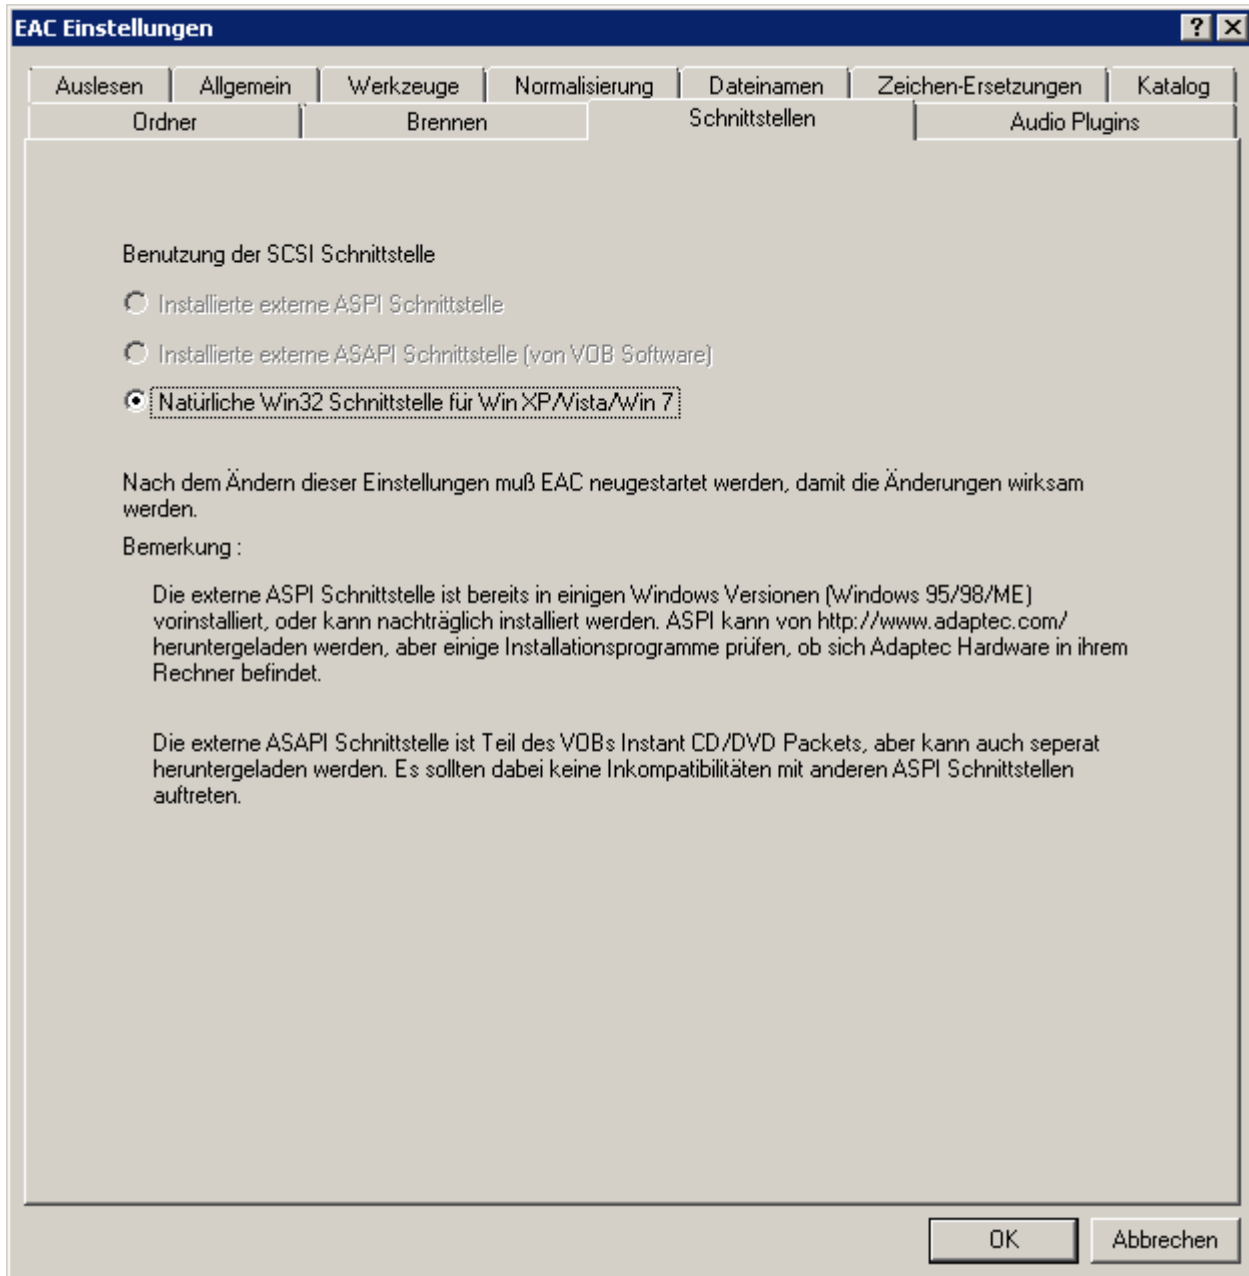 EAC Einstellungen
Auslesen Allgemein Werkzeuge Normalisierung Dateinamen Zeichen-Ersetzungen Katalog
Ordner Brennen Schnittstellen Audio Plugins
Benutzung der SCSI Schnittstelle
Installierte externe ASPI Schnittstelle
Installierte externe ASAPI Schnittstelle (von VOB Software)
Natürliche Win32 Schnittstelle für Win XP/Vista/Win 7
Nach dem Ändern dieser Einstellungen muß EAC neugestartet werden, damit die Änderungen wirksam
werden.
Bemerkung :
Die externe ASPI Schnittstelle ist bereits in einigen Windows Versionen (Windows 95/98/ME)
vorinstalliert, oder kann nachträglich installiert werden. ASPI kann von http://www.adaptec.com/
heruntergeladen werden, aber einige Installationsprogramme prüfen, ob sich Adaptec Hardware in ihrem
Rechner befindet.
Die externe ASAPI Schnittstelle ist Teil des VOBs Instant CD/DVD Packets, aber kann auch seperat
heruntergeladen werden. Es sollten dabei keine Inkompatibilitäten mit anderen ASPI Schnittstellen
auftreten.
OK Abbrechen